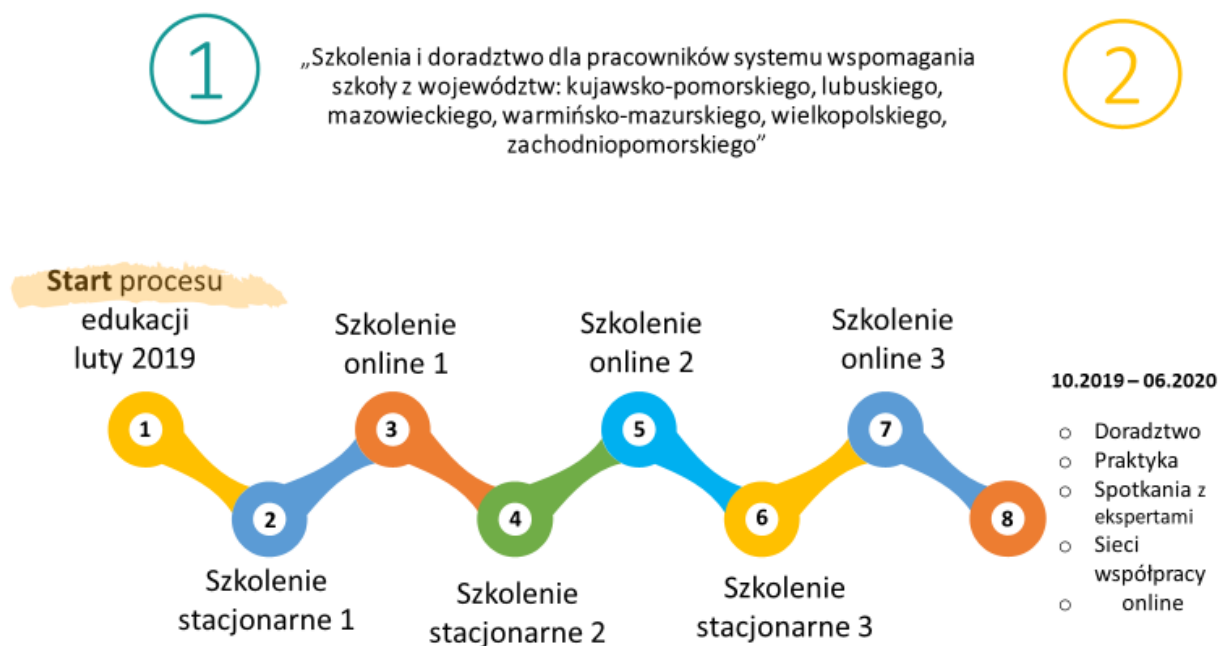 1
„Szkolenia i doradztwo dla pracowników systemu wspomagania
szkoły z województw: kujawsko-pomorskiego, lubuskiego,
mazowieckiego, warmińsko-mazurskiego, wielkopolskiego,
zachodniopomorskiego”
2
Start procesu
edukacji
luty 2019
Szkolenie
online 1
Szkolenie
online 2
Szkolenie
online 3
1
3
5
7
2
4
6
8
Szkolenie
stacjonarne 1
Szkolenie
stacjonarne 2
Szkolenie
stacjonarne 3
10.2019 – 06.2020
o Doradztwo
o Praktyka
o Spotkania z
ekspertami
o Sieci
współpracy
o online